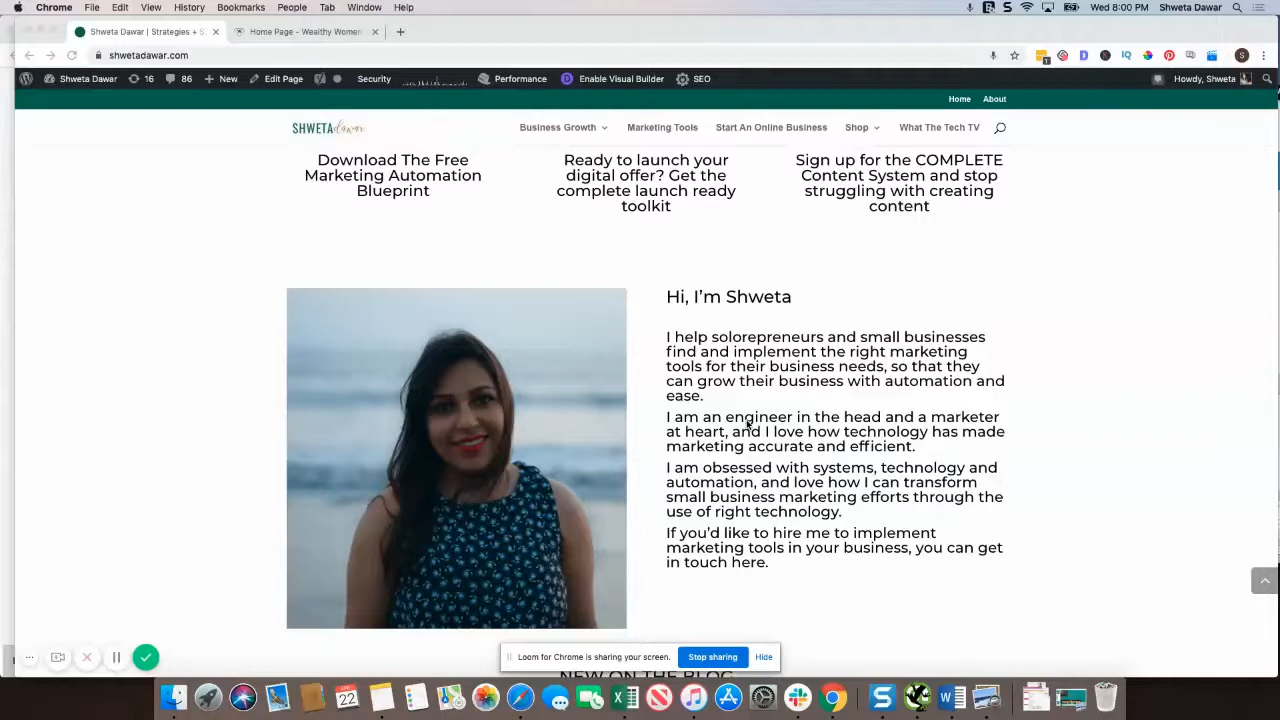 Chrome File Edit View History Bookmarks People Tab Window Help Wed 8:00 PM Shweta Dawar
Shweta Dawar | Strategies + S Home Page - Wealthy Women
shwetadawar.com
Shweta Dawar 16 86 New Edit Page Security Performance Enable Visual Builder SEO Howdy, Shweta
Home About
SHWETA dawar Business Growth Marketing Tools Start An Online Business Shop What The Tech TV
Download The Free
Marketing Automation
Blueprint
Ready to launch your
digital offer? Get the
complete launch ready
toolkit
Sign up for the COMPLETE
Content System and stop
struggling with creating
content
Hi, I'm Shweta
I help solorepreneurs and small businesses
find and implement the right marketing
tools for their business needs, so that they
can grow their business with automation and
ease.
I am an engineer in the head and a marketer
at heart, and I love how technology has made
marketing accurate and efficient.
I am obsessed with systems, technology and
automation, and love how I can transform
small business marketing efforts through the
use of right technology.
If you'd like to hire me to implement
marketing tools in your business, you can get
in touch here.
Loom for Chrome is sharing your screen. Stop sharing Hide
NEW ON THE BLOG